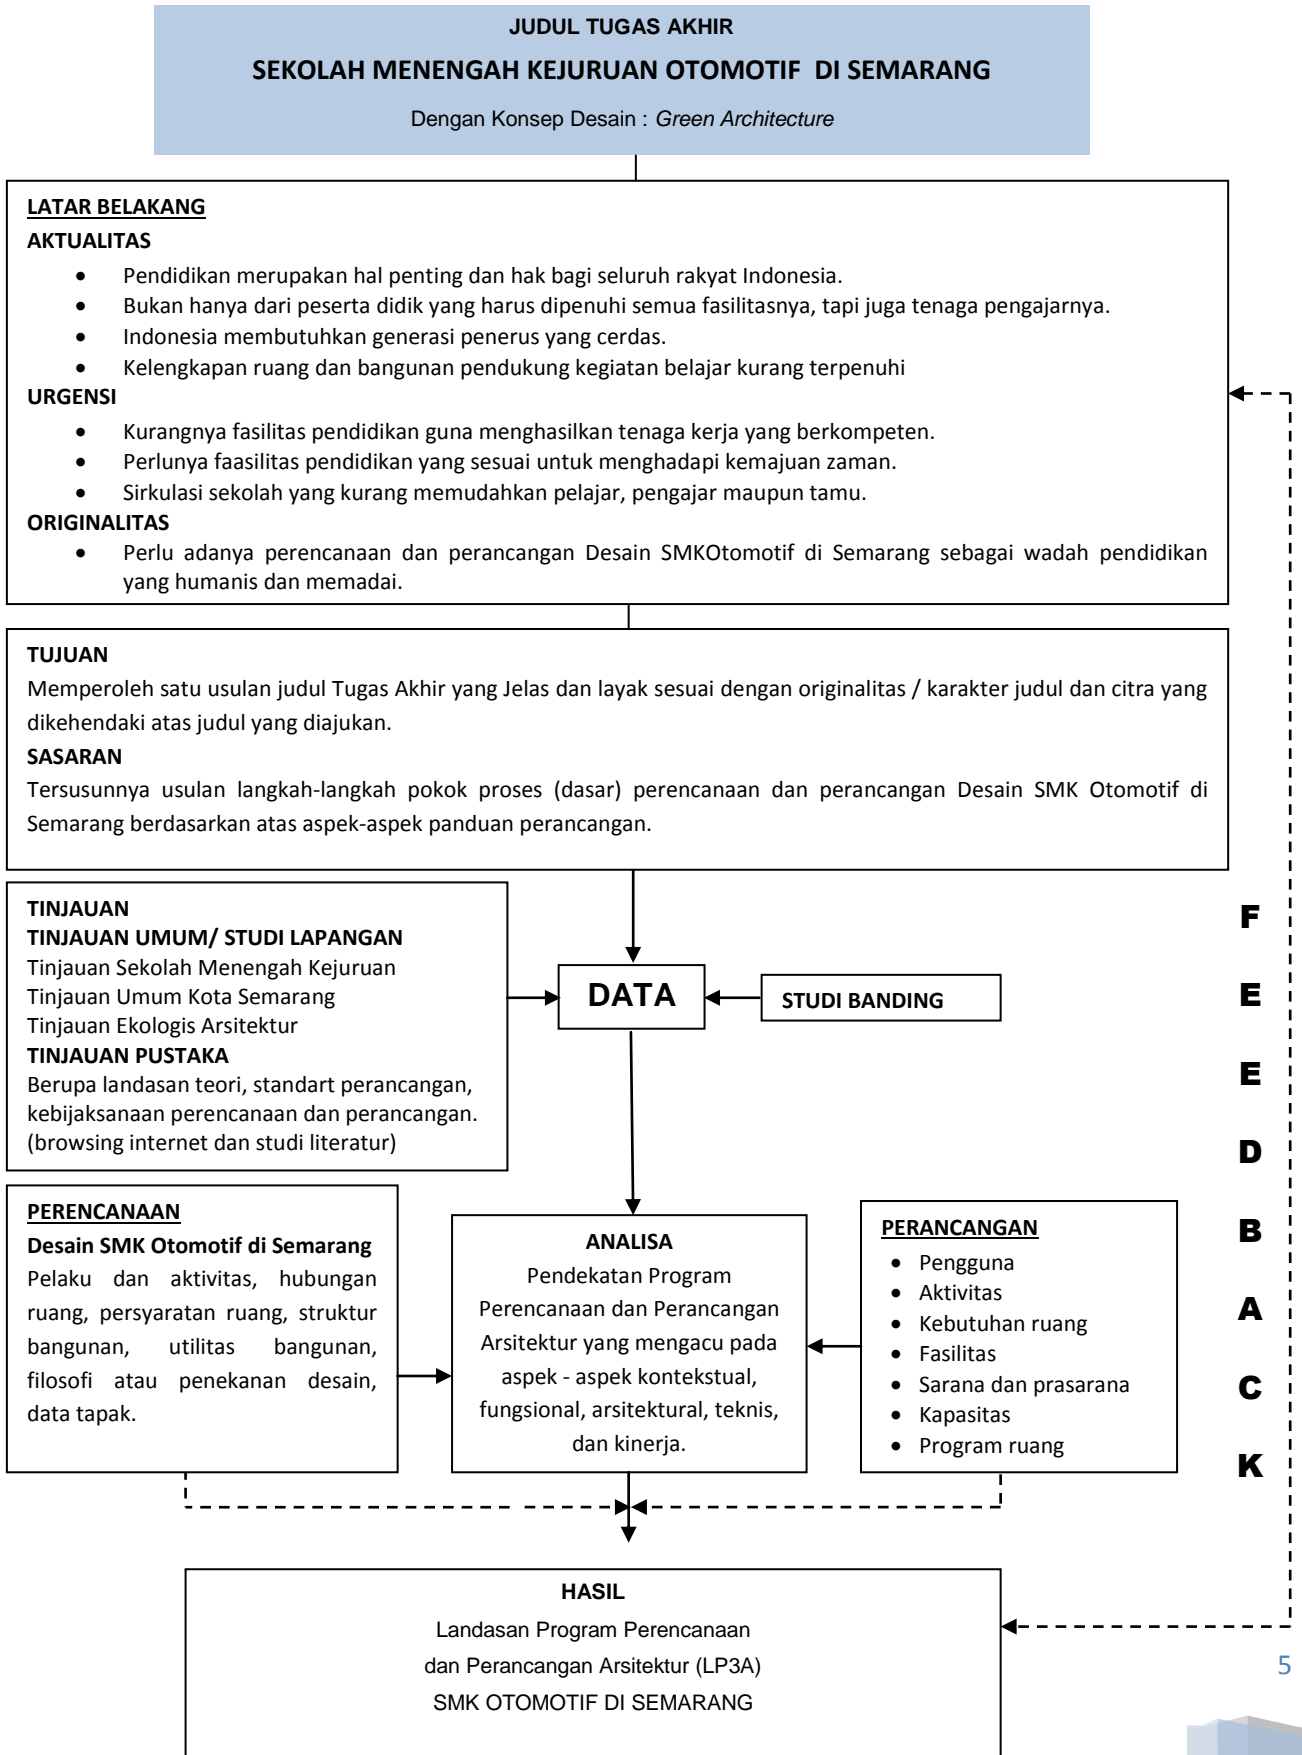 JUDUL TUGAS AKHIR
SEKOLAH MENENGAH KEJURUAN OTOMOTIF DI SEMARANG
Dengan Konsep Desain : Green Architecture
LATAR BELAKANG
AKTUALITAS
• Pendidikan merupakan hal penting dan hak bagi seluruh rakyat Indonesia.
• Bukan hanya dari peserta didik yang harus dipenuhi semua fasilitasnya, tapi juga tenaga pengajarnya.
• Indonesia membutuhkan generasi penerus yang cerdas.
• Kelengkapan ruang dan bangunan pendukung kegiatan belajar kurang terpenuhi
URGENSI
• Kurangnya fasilitas pendidikan guna menghasilkan tenaga kerja yang berkompeten.
• Perlunya faasilitas pendidikan yang sesuai untuk menghadapi kemajuan zaman.
• Sirkulasi sekolah yang kurang memudahkan pelajar, pengajar maupun tamu.
ORIGINALITAS
• Perlu adanya perencanaan dan perancangan Desain SMKOtomotif di Semarang sebagai wadah pendidikan
yang humanis dan memadai.
TUJUAN
Memperoleh satu usulan judul Tugas Akhir yang Jelas dan layak sesuai dengan originalitas / karakter judul dan citra yang
dikehendaki atas judul yang diajukan.
SASARAN
Tersusunnya usulan langkah-langkah pokok proses (dasar) perencanaan dan perancangan Desain SMK Otomotif di
Semarang berdasarkan atas aspek-aspek panduan perancangan.
TINJAUAN
TINJAUAN UMUM/ STUDI LAPANGAN
Tinjauan Sekolah Menengah Kejuruan
Tinjauan Umum Kota Semarang
Tinjauan Ekologis Arsitektur
TINJAUAN PUSTAKA
Berupa landasan teori, standart perancangan,
kebijaksanaan perencanaan dan perancangan.
(browsing internet dan studi literatur)
DATA
STUDI BANDING
PERENCANAAN
Desain SMK Otomotif di Semarang
Pelaku dan aktivitas, hubungan
ruang, persyaratan ruang, struktur
bangunan, utilitas bangunan,
filosofi atau penekanan desain,
data tapak.
ANALISA
Pendekatan Program
Perencanaan dan Perancangan
Arsitektur yang mengacu pada
aspek - aspek kontekstual,
fungsional, arsitektural, teknis,
dan kinerja.
PERANCANGAN
• Pengguna
• Aktivitas
• Kebutuhan ruang
• Fasilitas
• Sarana dan prasarana
• Kapasitas
• Program ruang
F
E
E
D
B
A
C
K
HASIL
Landasan Program Perencanaan
dan Perancangan Arsitektur (LP3A)
SMK OTOMOTIF DI SEMARANG
5